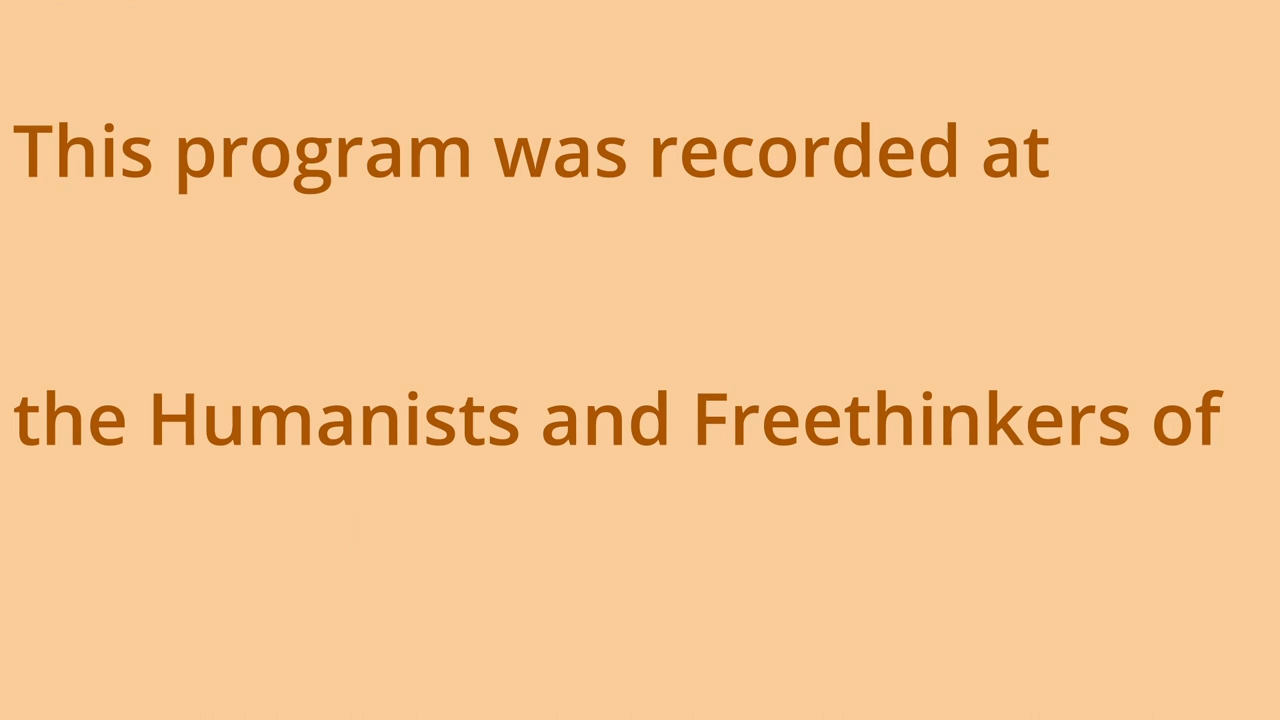 This program was recorded at
the Humanists and Freethinkers of